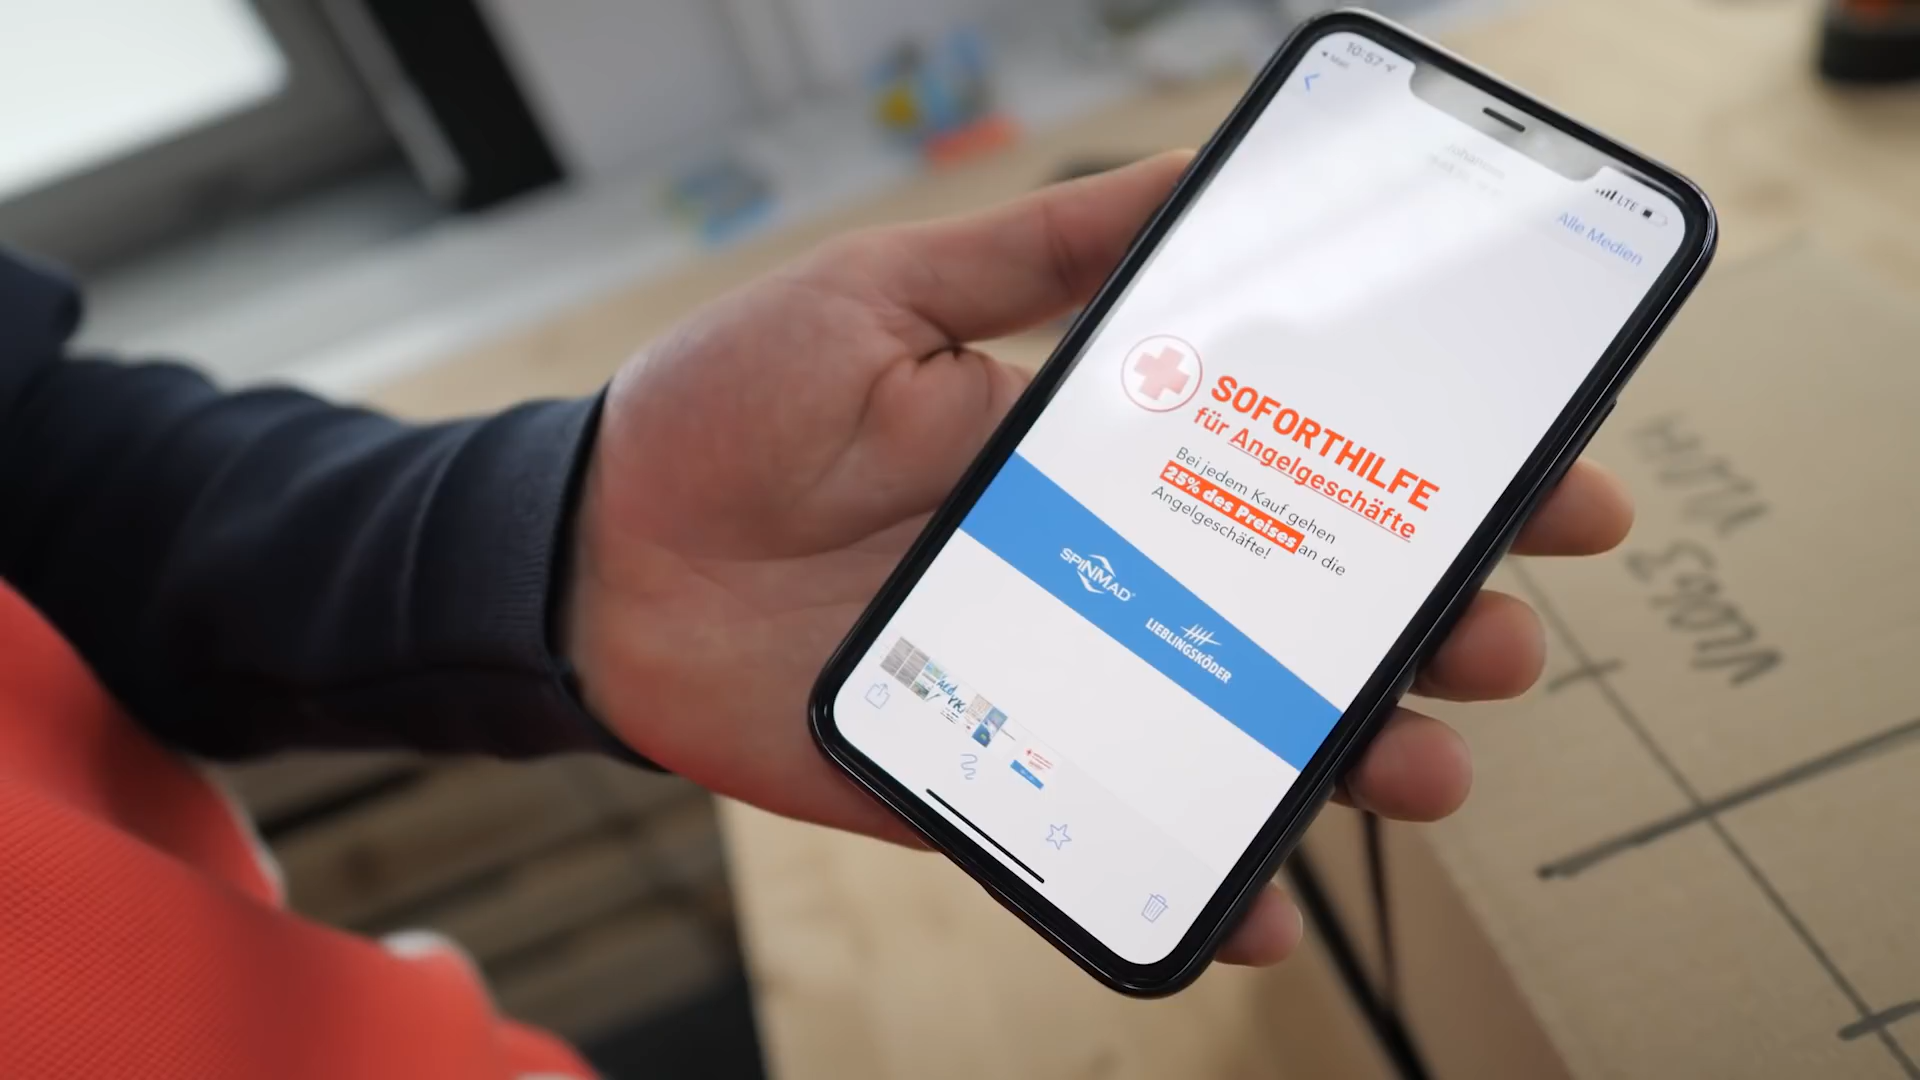 10:57
LTE
Alle Medien
SOFORTHILFE
für Angelgeschäfte
Bei jedem Kauf gehen
25% des Preises an die
Angelgeschäfte!
SPINMAD
LIEBLINGSKÖDER